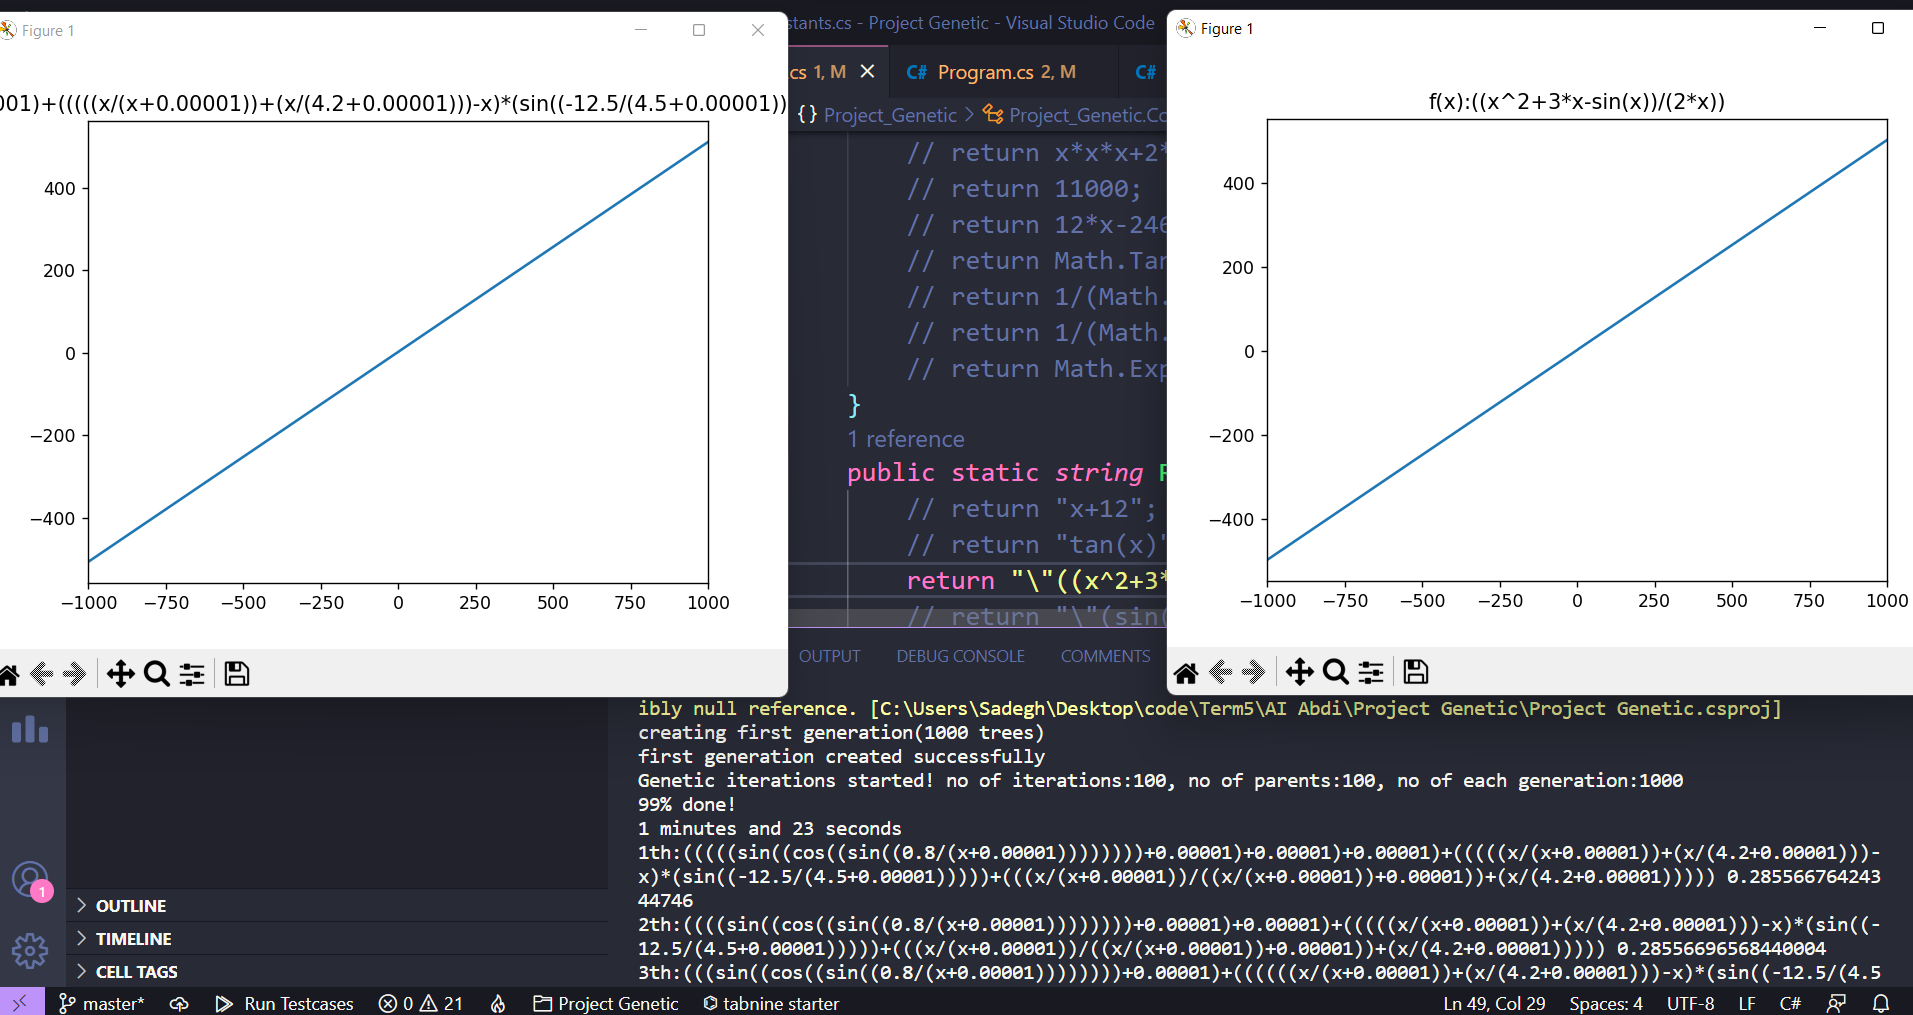 Figure 1
001)+(((((x/(x+0.00001))+(x/(4.2+0.00001)))-x)*(sin((-12.5/(4.5+0.00001))
400
200
0
−200
−400
−1000 −750 −500 −250 0 250 500 750 1000
stants.cs - Project Genetic - Visual Studio Code
cs 1, M
C# Program.cs 2, M
C#
{} Project_Genetic > Project_Genetic.Co
// return x*x*x+2*
// return 11000;
// return 12*x-246
// return Math.Tan
// return 1/(Math.
// return 1/(Math.
// return Math.Exp
}
1 reference
public static string
// return "x+12";
// return "tan(x)"
return "\"((x^2+3*
// return "\"(sin(
Figure 1
f(x):((x^2+3*x-sin(x))/(2*x))
400
200
0
−200
−400
−1000 −750 −500 −250 0 250 500 750 1000
OUTPUT DEBUG CONSOLE COMMENTS
ibly null reference. [C:\Users\Sadegh\Desktop\code\Term5\AI Abdi\Project Genetic\Project Genetic.csproj]
creating first generation(1000 trees)
first generation created successfully
Genetic iterations started! no of iterations:100, no of parents:100, no of each generation:1000
99% done!
1 minutes and 23 seconds
1th:(((((sin((cos((sin((0.8/(x+0.00001))))))))+0.00001)+0.00001)+0.00001)+(((((x/(x+0.00001))+(x/(4.2+0.00001)))-
x)*(sin((-12.5/(4.5+0.00001)))))+(((x/(x+0.00001))/((x/(x+0.00001))+0.00001))+(x/(4.2+0.00001))))) 0.285566764243
44746
2th:((((sin((cos((sin((0.8/(x+0.00001))))))))+0.00001)+0.00001)+(((((x/(x+0.00001))+(x/(4.2+0.00001)))-x)*(sin((-
12.5/(4.5+0.00001)))))+(((x/(x+0.00001))/((x/(x+0.00001))+0.00001))+(x/(4.2+0.00001))))) 0.28556696568440004
3th:(((sin((cos((sin((0.8/(x+0.00001))))))))+0.00001)+((((((x/(x+0.00001))+(x/(4.2+0.00001)))-x)*(sin((-12.5/(4.5
1
OUTLINE
TIMELINE
CELL TAGS
master* Run Testcases 0 21 Project Genetic tabnine starter Ln 49, Col 29 Spaces: 4 UTF-8 LF C#